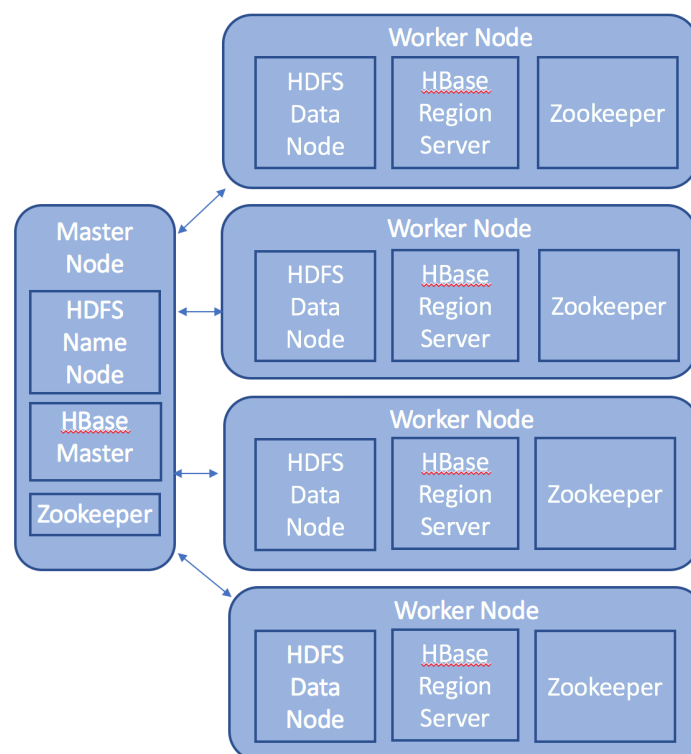 Master
Node
HDFS
Name
Node
HBase
Master
Zookeeper
Worker Node
HDFS
Data
Node
HBase
Region
Server
Zookeeper
Worker Node
HDFS
Data
Node
HBase
Region
Server
Zookeeper
Worker Node
HDFS
Data
Node
HBase
Region
Server
Zookeeper
Worker Node
HDFS
Data
Node
HBase
Region
Server
Zookeeper